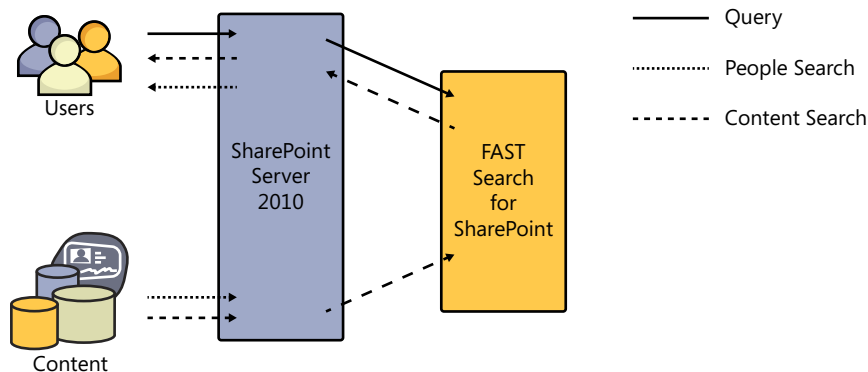 Query
People Search
Content Search
Users
SharePoint
Server
2010
FAST
Search
for
SharePoint
Content